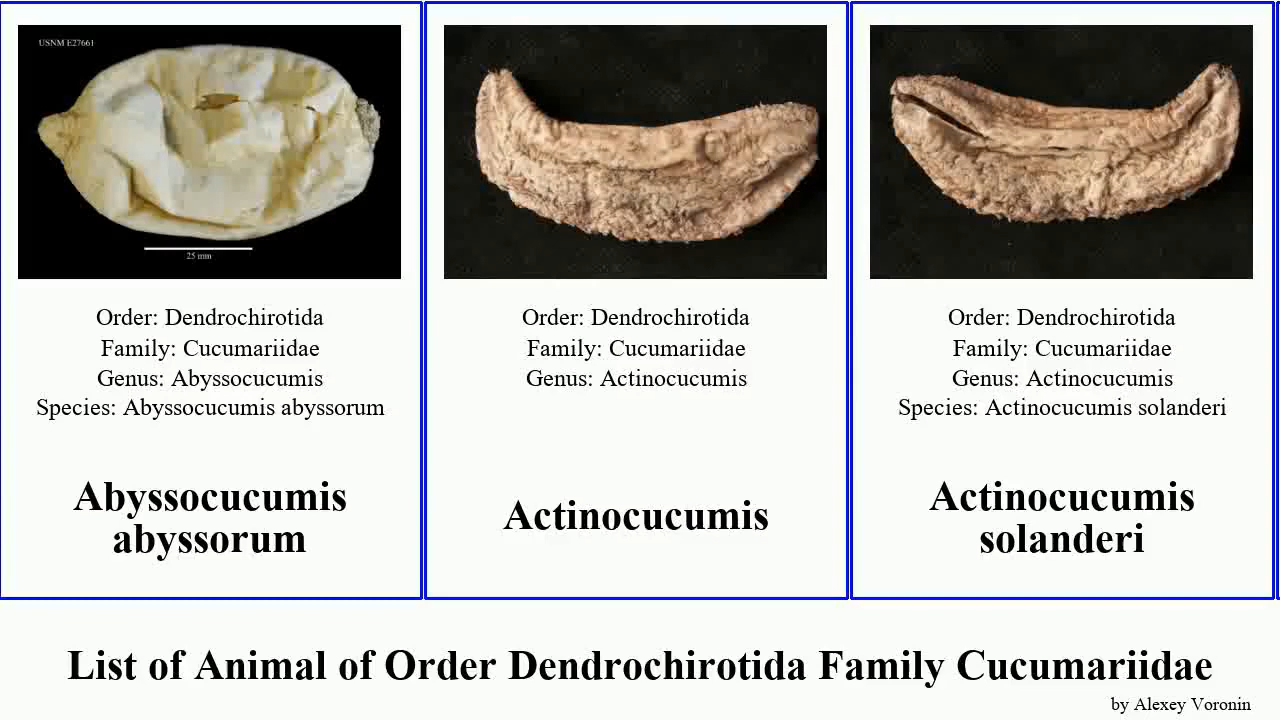 USNM E27661
25 mm
Order: Dendrochirotida
Family: Cucumariidae
Genus: Abyssocucumis
Species: Abyssocucumis abyssorum
Abyssocucumis
abyssorum
Order: Dendrochirotida
Family: Cucumariidae
Genus: Actinocucumis
Actinocucumis
Order: Dendrochirotida
Family: Cucumariidae
Genus: Actinocucumis
Species: Actinocucumis solanderi
Actinocucumis
solanderi
List of Animal of Order Dendrochirotida Family Cucumariidae
by Alexey Voronin